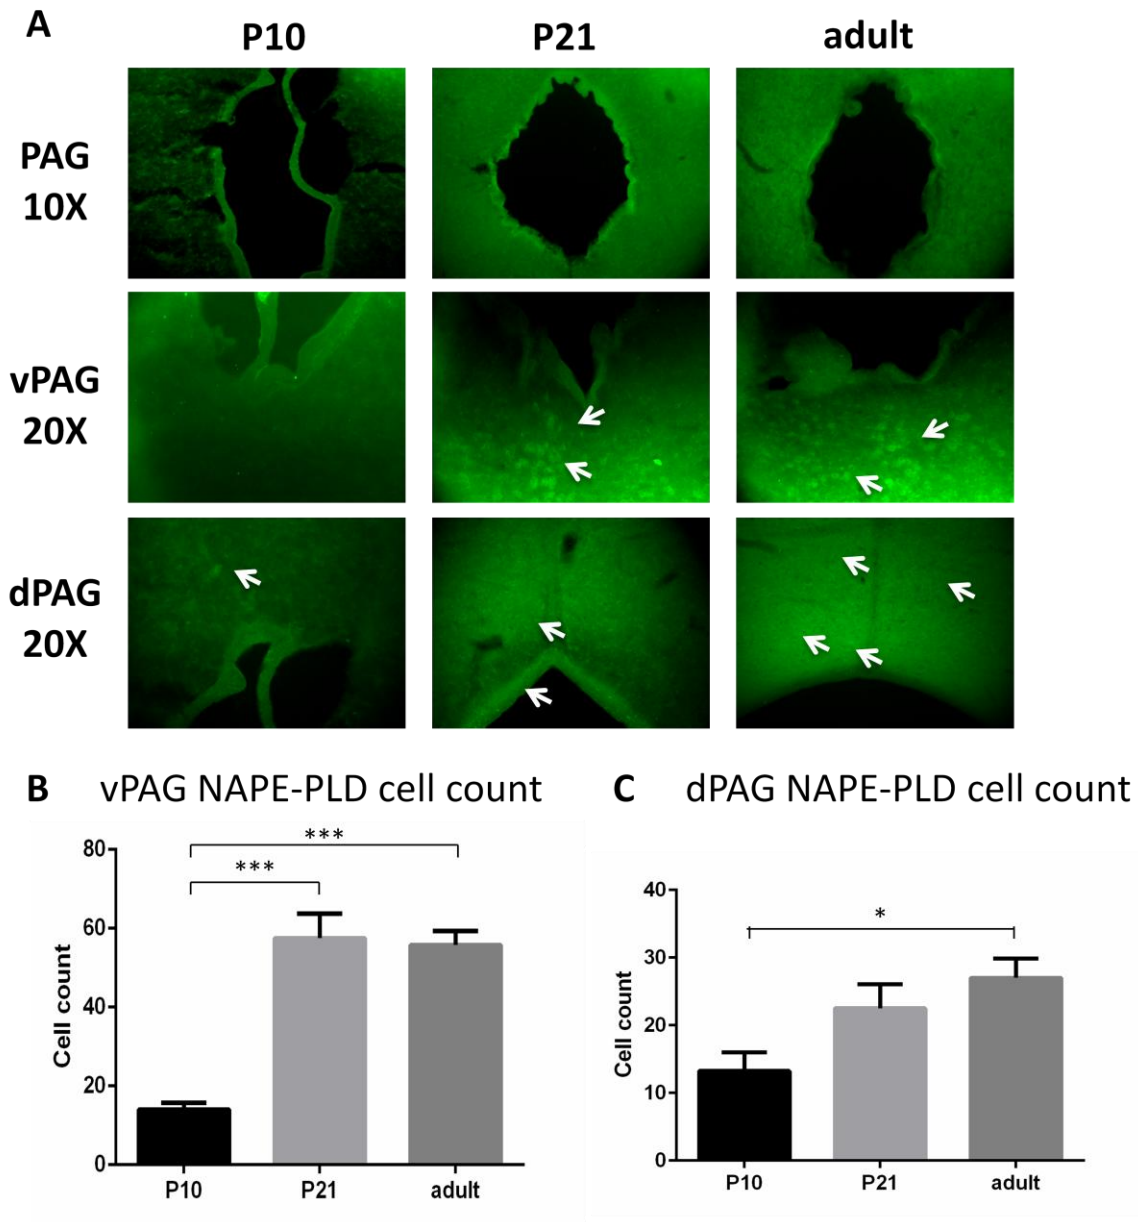 A
P10
P21
adult
PAG
10X
vPAG
20X
dPAG
20X
B vPAG NAPE-PLD cell count
***
***
Cell count
80
60
40
20
0
P10
P21
adult
C dPAG NAPE-PLD cell count
*
Cell count
40
30
20
10
0
P10
P21
adult